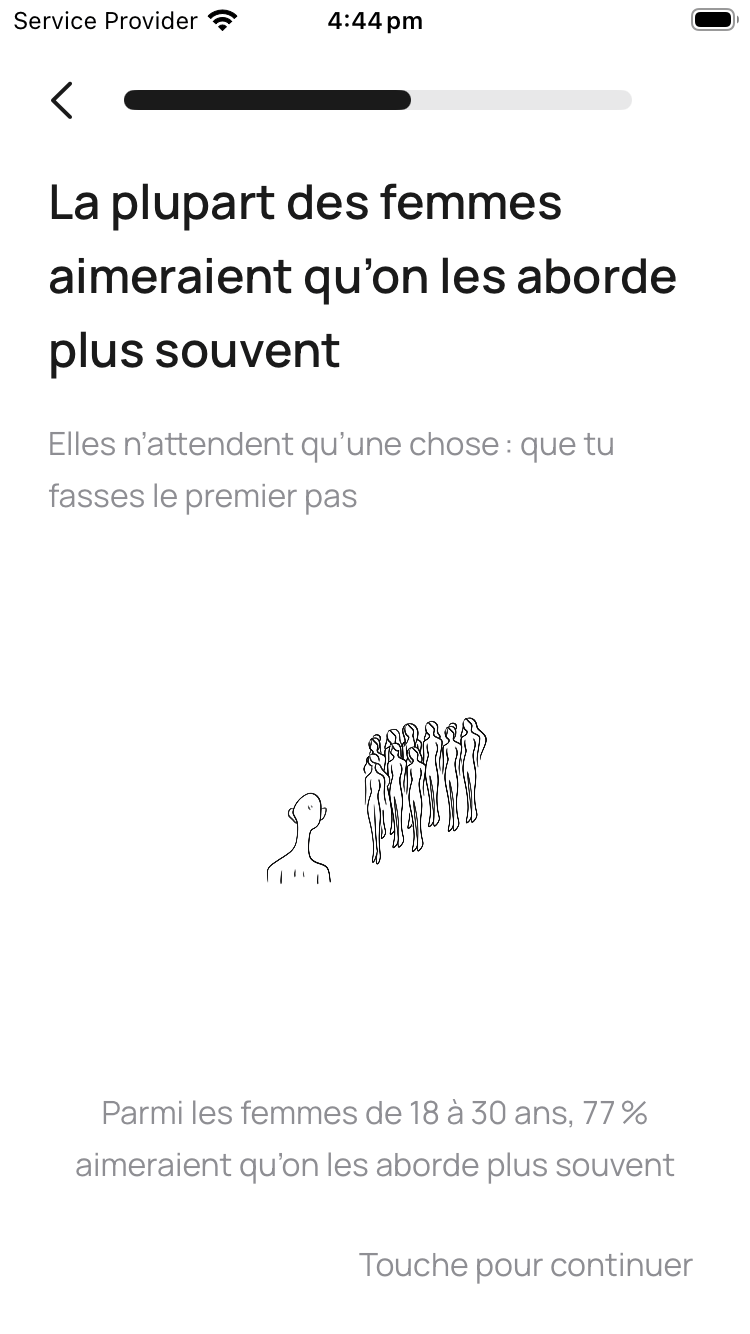 Service Provider 4:44 pm
La plupart des femmes
aimeraient qu’on les aborde
plus souvent
Elles n’attendent qu’une chose : que tu
fasses le premier pas
Parmi les femmes de 18 à 30 ans, 77 %
aimeraient qu’on les aborde plus souvent
Touche pour continuer